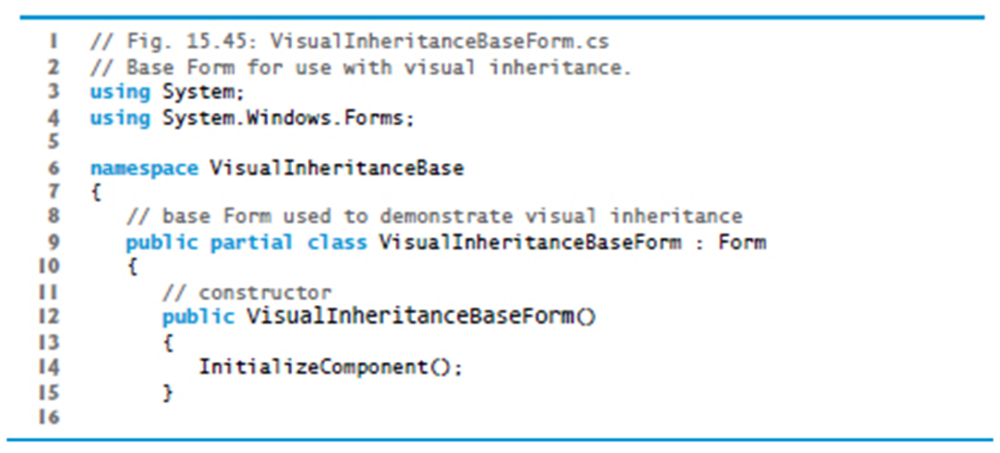 1 // Fig. 15.45: VisualInheritanceBaseForm.cs
2 // Base Form for use with visual inheritance.
3 using System;
4 using System.Windows.Forms;
5
6 namespace VisualInheritanceBase
7 {
8 // base Form used to demonstrate visual inheritance
9 public partial class VisualInheritanceBaseForm : Form
10 {
11 // constructor
12 public VisualInheritanceBaseForm()
13 {
14 InitializeComponent();
15 }
16